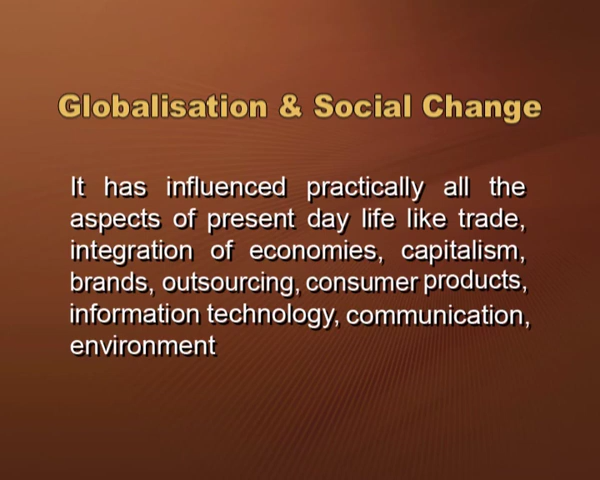 Globalisation & Social Change
It has influenced practically all the
aspects of present day life like trade,
integration of economies, capitalism,
brands, outsourcing, consumer products,
information technology, communication,
environment